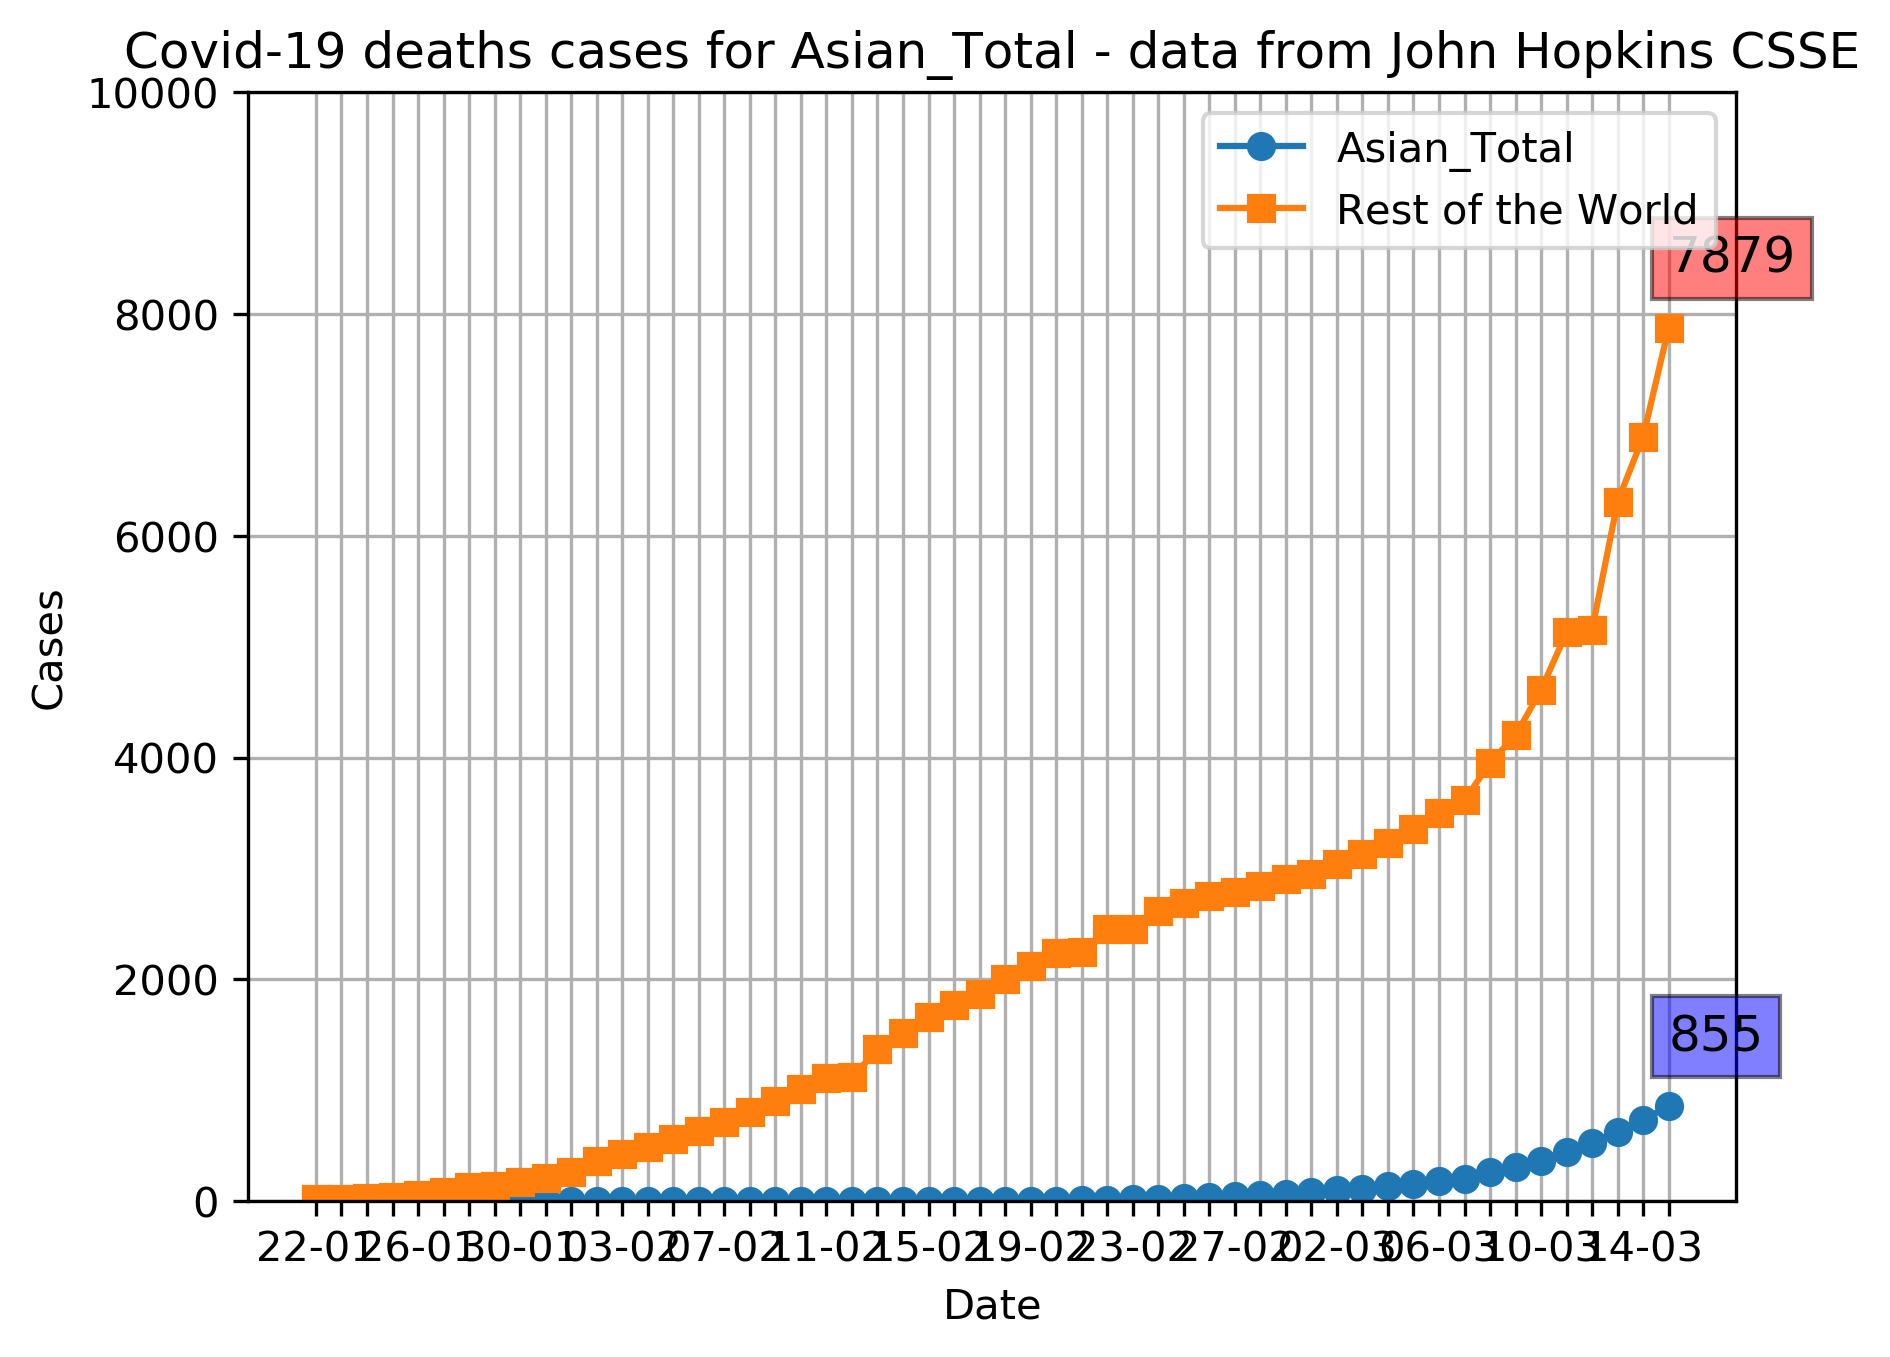 Covid-19 deaths cases for Asian_Total - data from John Hopkins CSSE
Asian_Total
Rest of the World
7879
855
10000
8000
6000
4000
2000
0
Cases
22-01 26-01 30-01 03-02 07-02 11-02 15-02 19-02 23-02 27-02 02-03 06-03 10-03 14-03
Date